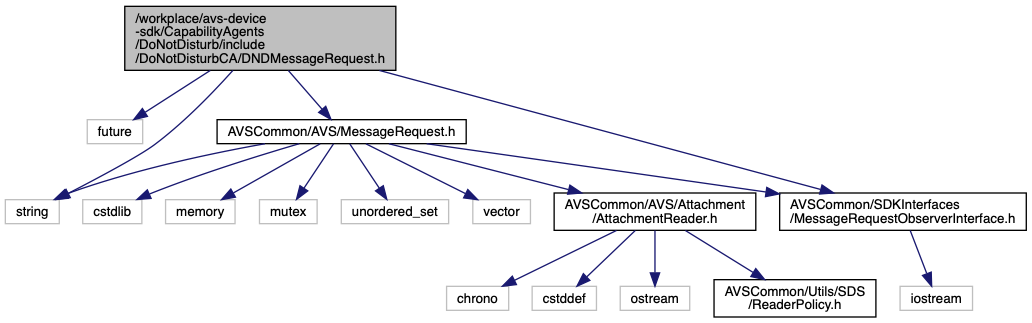 /workplace/avs-device
-sdk/CapabilityAgents
/DoNotDisturb/include
/DoNotDisturbCA/DNDMessageRequest.h
future
AVSCommon/AVS/MessageRequest.h
string
cstdlib
memory
mutex
unordered_set
vector
AVSCommon/AVS/Attachment
/AttachmentReader.h
AVSCommon/SDKInterfaces
/MessageRequestObserverInterface.h
chrono
cstddef
ostream
AVSCommon/Utils/SDS
/ReaderPolicy.h
iostream